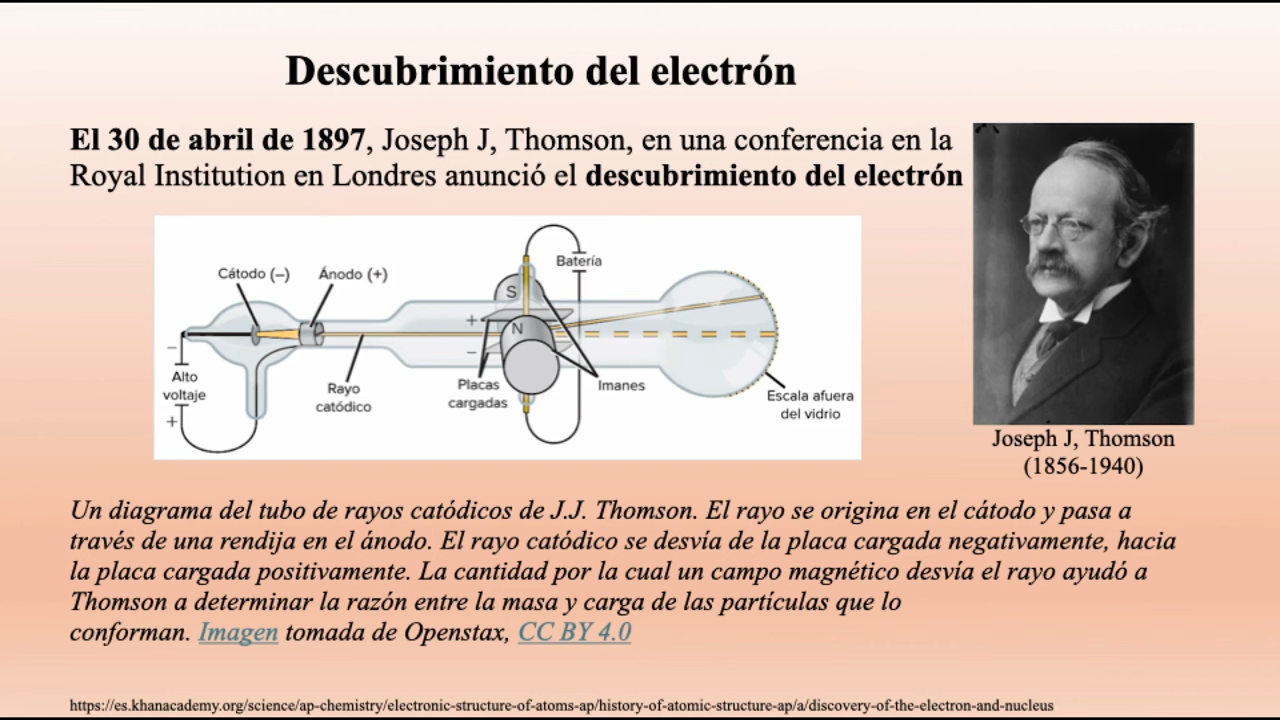 Descubrimiento del electrón
El 30 de abril de 1897, Joseph J, Thomson, en una conferencia en la
Royal Institution en Londres anunció el descubrimiento del electrón
Cátodo (–)
Ánodo (+)
Batería
S
+
N
–
–
Alto
voltaje
+
Rayo
catódico
Placas
cargadas
Imanes
Escala afuera
del vidrio
Joseph J, Thomson
(1856-1940)
Un diagrama del tubo de rayos catódicos de J.J. Thomson. El rayo se origina en el cátodo y pasa a
través de una rendija en el ánodo. El rayo catódico se desvía de la placa cargada negativamente, hacia
la placa cargada positivamente. La cantidad por la cual un campo magnético desvía el rayo ayudó a
Thomson a determinar la razón entre la masa y carga de las partículas que lo
conforman. Imagen tomada de Openstax, CC BY 4.0
https://es.khanacademy.org/science/ap-chemistry/electronic-structure-of-atoms-ap/history-of-atomic-structure-ap/a/discovery-of-the-electron-and-nucleus